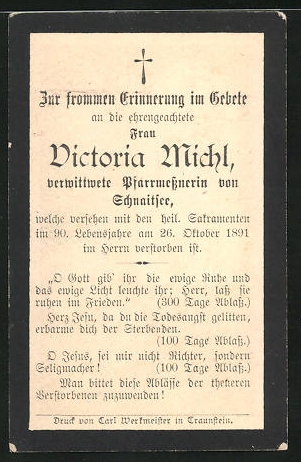 Zur frommen Erinnerung im Gebete
an die ehrengeachtete
Frau
Victoria Michl,
verwittwete Pfarrmeßnerin von
Schnaitsee,
welche versehen mit den heil. Sakramenten
im 90. Lebensjahre am 26. Oktober 1891
im Herrn verstorben ist.
„O Gott gib' ihr die ewige Ruhe und
das ewige Licht leuchte ihr; Herr, laß sie
ruhen im Frieden.“ (300 Tage Ablaß.)
Herz Jesu, da du die Todesangst gelitten,
erbarme dich der Sterbenden.
(100 Tage Ablaß.)
O Jesus, sei mir nicht Richter, sondern
Seligmacher! (100 Tage Ablaß.)
Man bittet diese Ablässe der theueren
Verstorbenen zuzuwenden!
Druck von Carl Werkmeister in Traunstein.